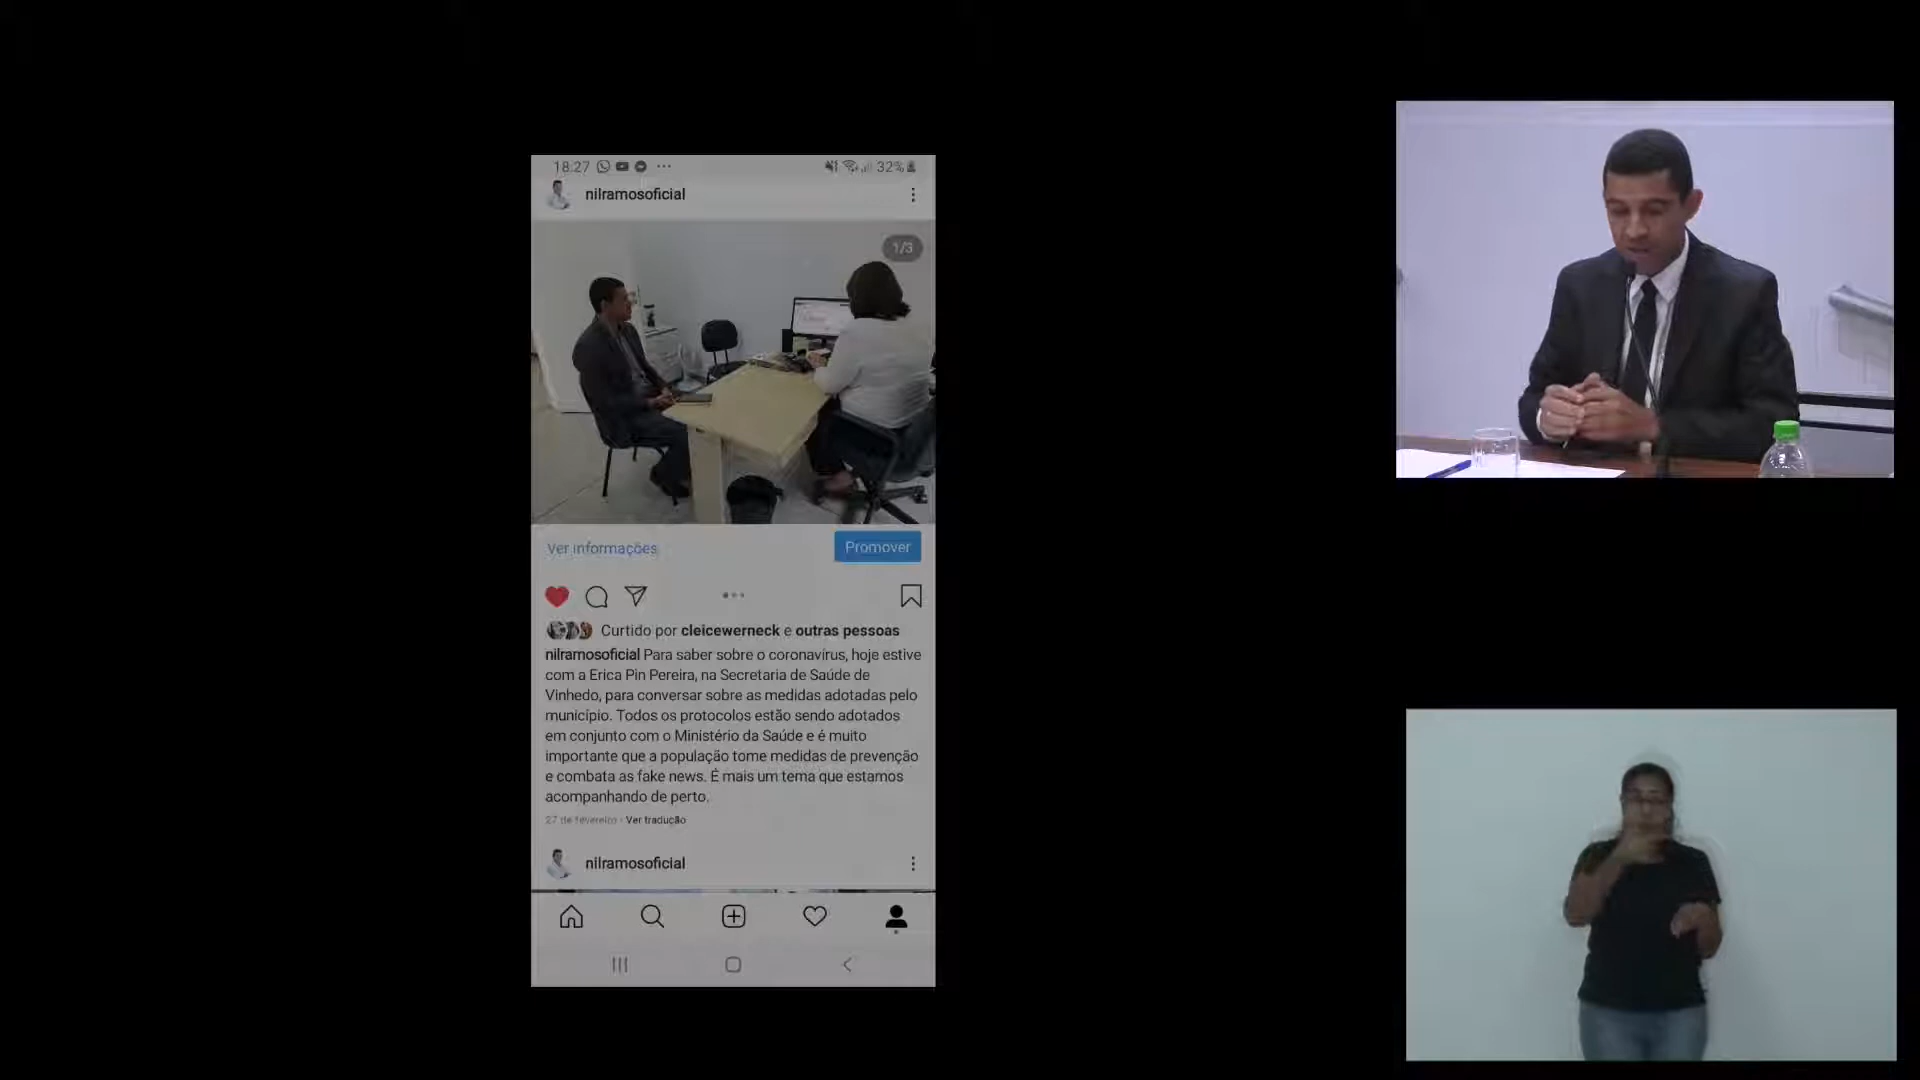 18:27 32%
nilramosoficial
1/3
Ver informações
Promover
Curtido por cleicewerneck e outras pessoas
nilramosoficial Para saber sobre o coronavírus, hoje estive
com a Erica Pin Pereira, na Secretaria de Saúde de
Vinhedo, para conversar sobre as medidas adotadas pelo
município. Todos os protocolos estão sendo adotados
em conjunto com o Ministério da Saúde e é muito
importante que a população tome medidas de prevenção
e combata as fake news. É mais um tema que estamos
acompanhando de perto.
27 de fevereiro · Ver tradução
nilramosoficial